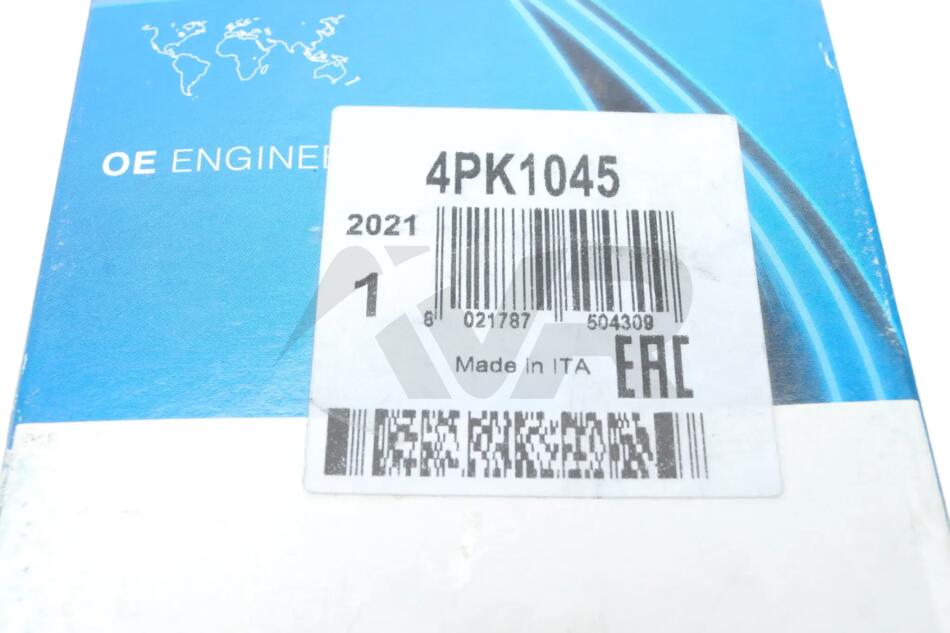 OE ENGINEE
4PK1045
2021
1
8 021787 504309
Made in ITA
EAC